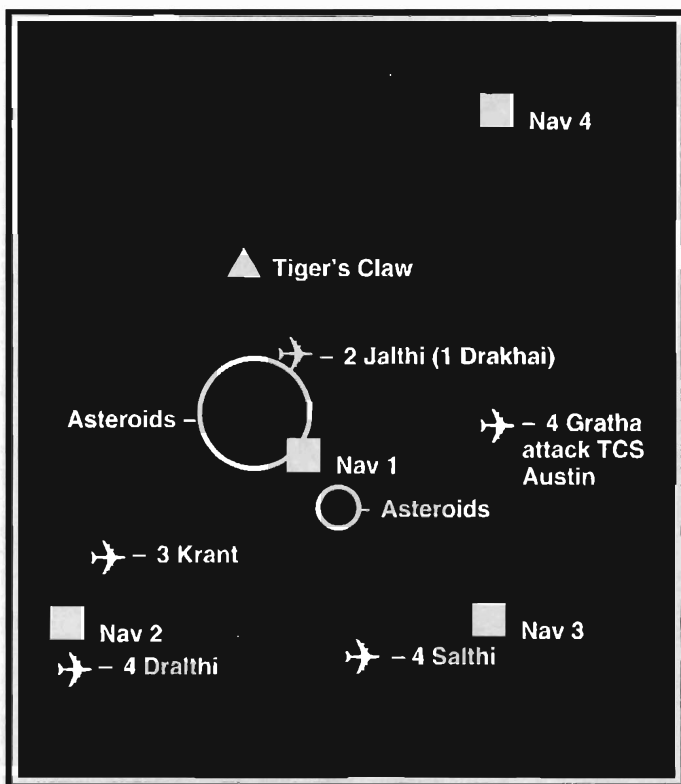 Nav 4
Tiger's Claw
– 2 Jalthi (1 Drakhai)
Asteroids –
– 4 Gratha
attack TCS
Austin
Nav 1
– Asteroids
– 3 Krant
Nav 2
Nav 3
– 4 Dralthi
– 4 Salthi